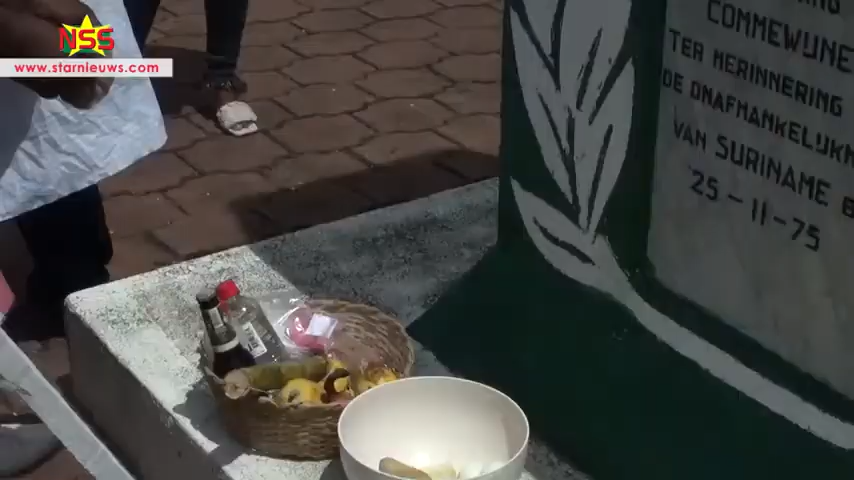 NSS
www.starnieuws.com
COMMEWIJNE
TER HERINNERING
DE ONAFHANKELIJK
VAN SURINAME
25-11-75